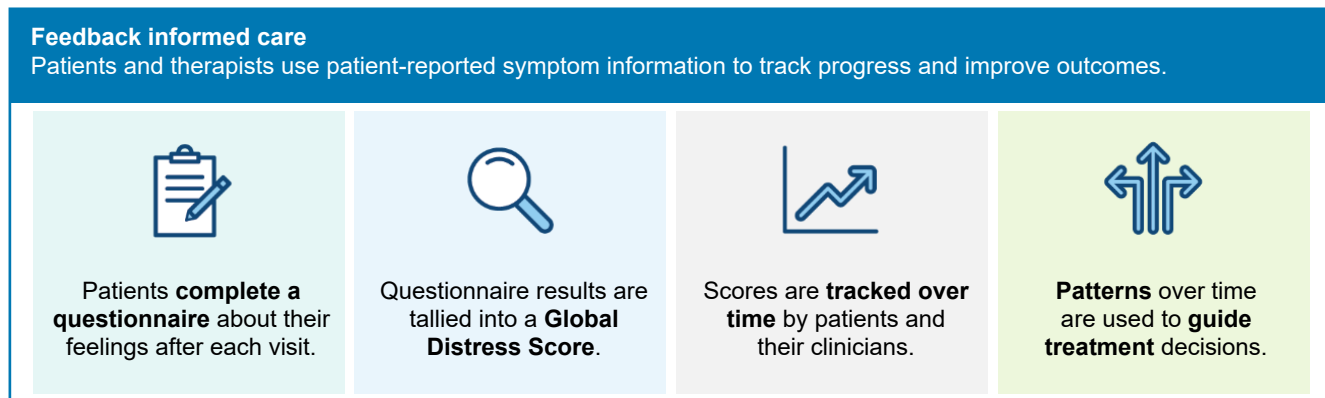 Feedback informed care
Patients and therapists use patient-reported symptom information to track progress and improve outcomes.
Patients complete a
questionnaire about their
feelings after each visit.
Questionnaire results are
tallied into a Global
Distress Score.
Scores are tracked over
time by patients and
their clinicians.
Patterns over time
are used to guide
treatment decisions.